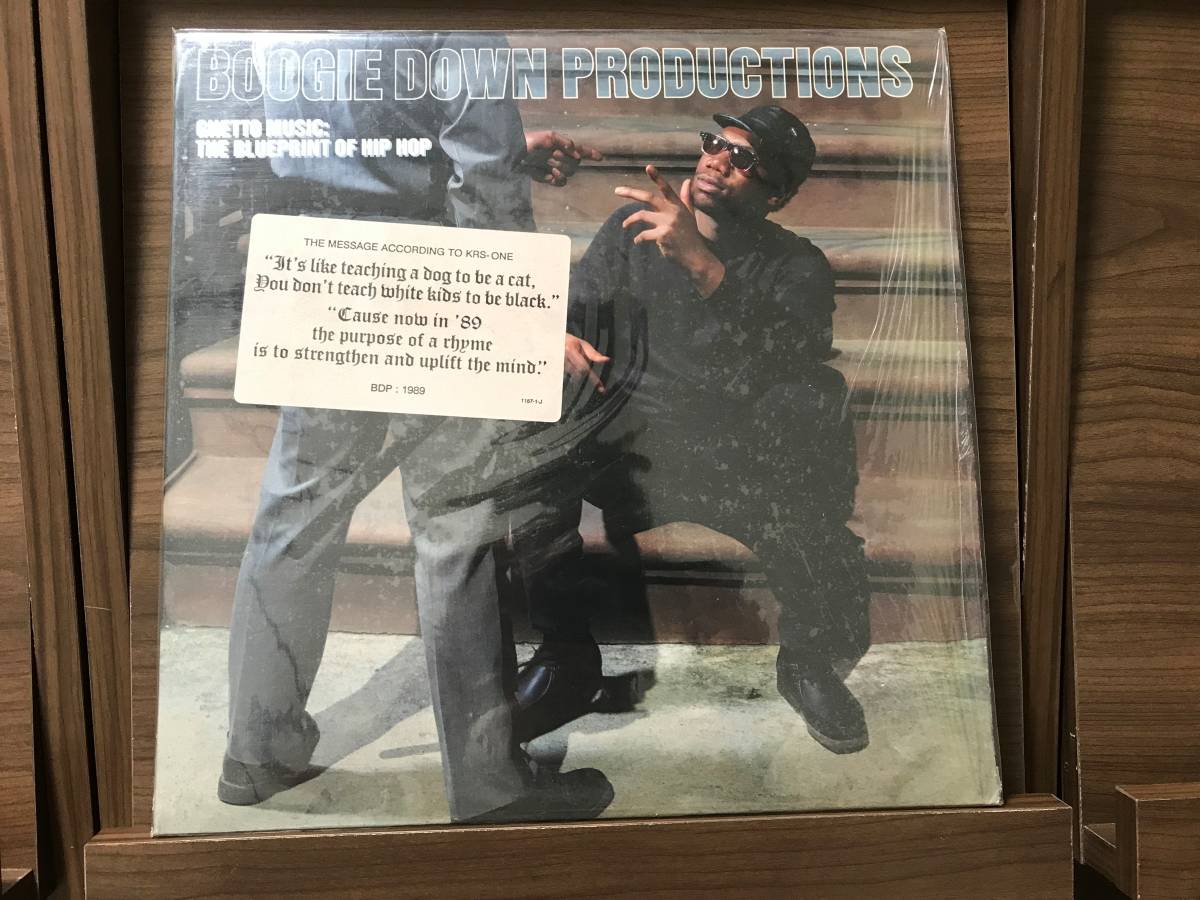 BOOGIE DOWN PRODUCTIONS
GHETTO MUSIC:
THE BLUEPRINT OF HIP HOP
THE MESSAGE ACCORDING TO KRS-ONE
“It's like teaching a dog to be a cat,
You don't teach white kids to be black.”
“Cause now in '89
the purpose of a rhyme
is to strengthen and uplift the mind.”
BDP : 1989
1187-1-J